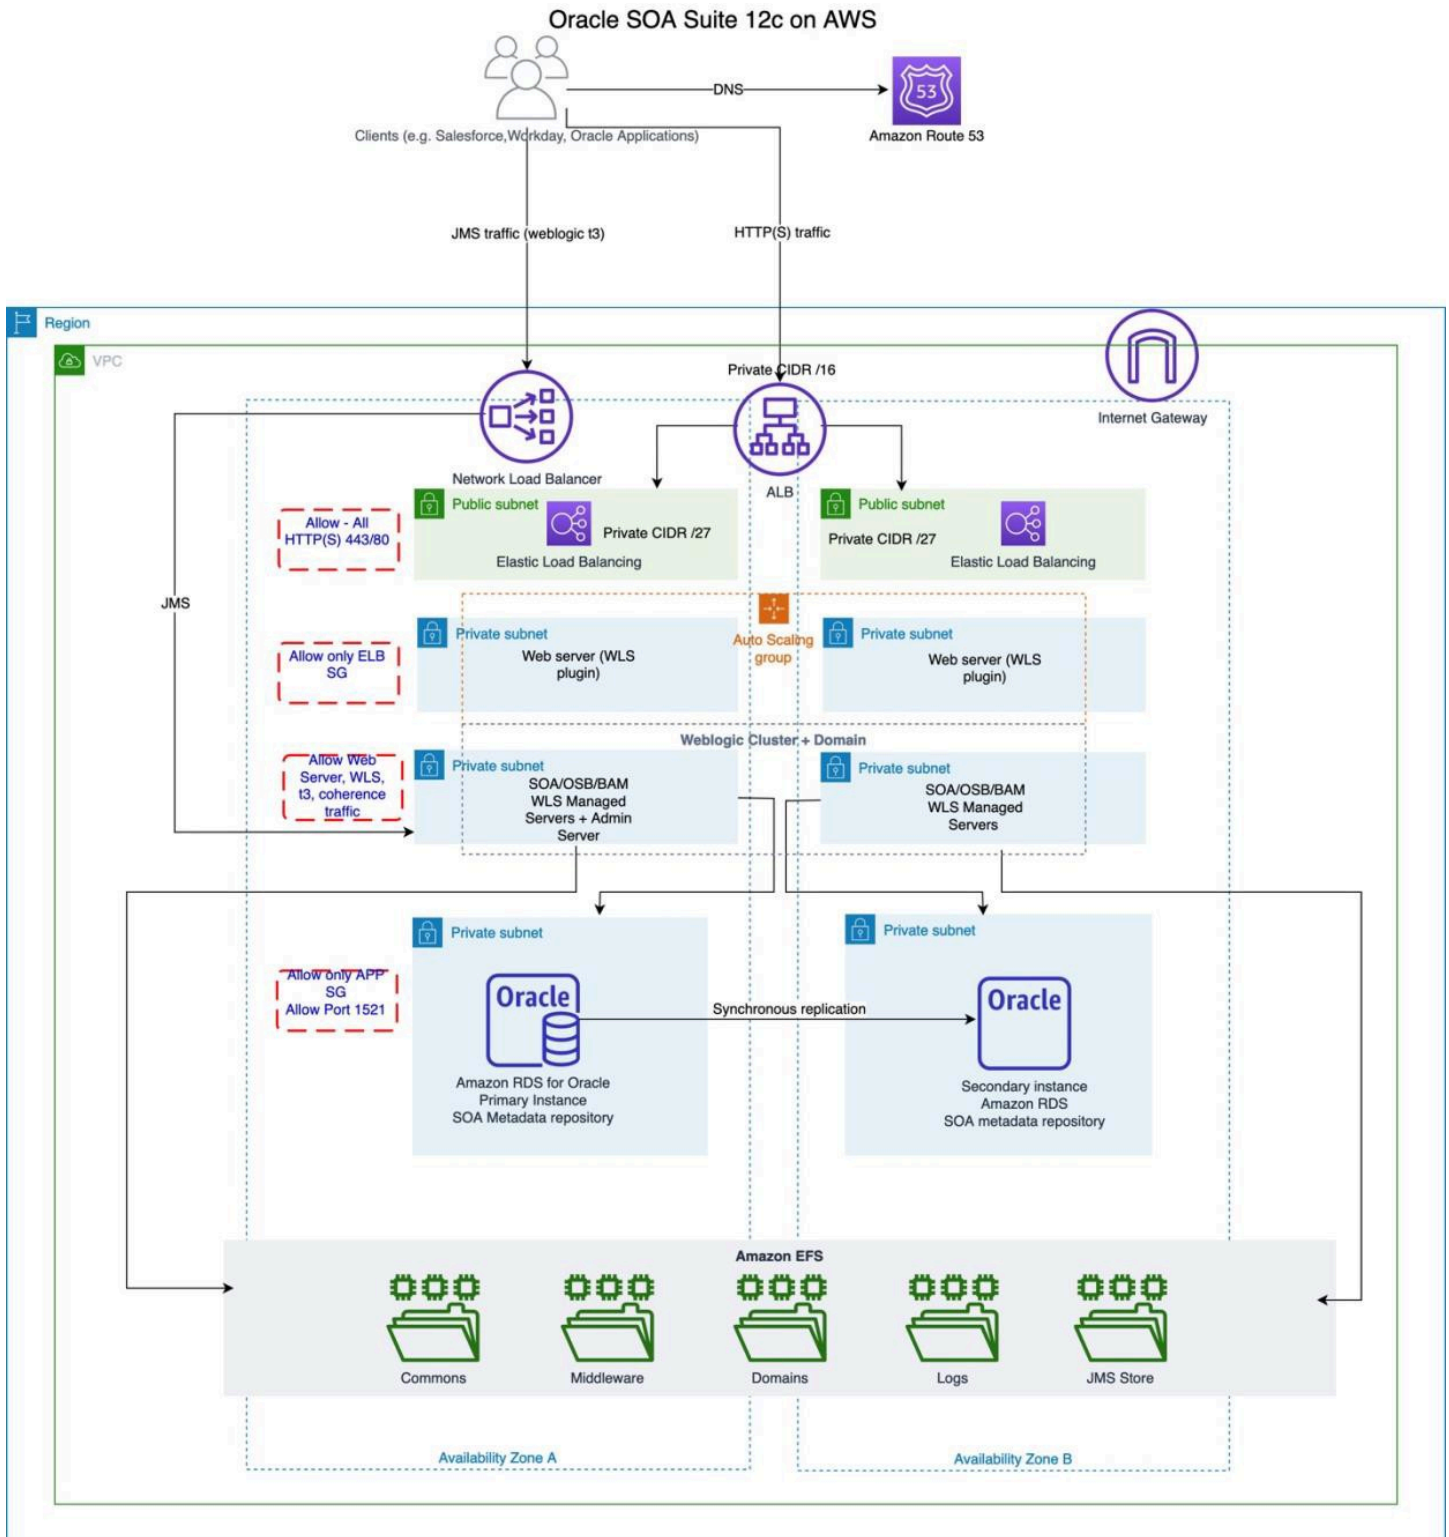 Oracle SOA Suite 12c on AWS
DNS
53
Clients (e.g. Salesforce,Workday, Oracle Applications)
Amazon Route 53
JMS traffic (weblogic t3)
HTTP(S) traffic
Region
VPC
Private CIDR /16
Internet Gateway
Network Load Balancer
ALB
Allow - All
HTTP(S) 443/80
Public subnet
Private CIDR /27
Elastic Load Balancing
Public subnet
Private CIDR /27
Elastic Load Balancing
JMS
Allow only ELB
SG
Private subnet
Web server (WLS
plugin)
Auto Scaling
group
Private subnet
Web server (WLS
plugin)
Weblogic Cluster + Domain
Allow Web
Server, WLS,
t3, coherence
traffic
Private subnet
SOA/OSB/BAM
WLS Managed
Servers + Admin
Server
Private subnet
SOA/OSB/BAM
WLS Managed
Servers
Allow only APP
SG
Allow Port 1521
Private subnet
Oracle
Amazon RDS for Oracle
Primary Instance
SOA Metadata repository
Synchronous replication
Private subnet
Oracle
Secondary instance
Amazon RDS
SOA metadata repository
Amazon EFS
Commons
Middleware
Domains
Logs
JMS Store
Availability Zone A
Availability Zone B